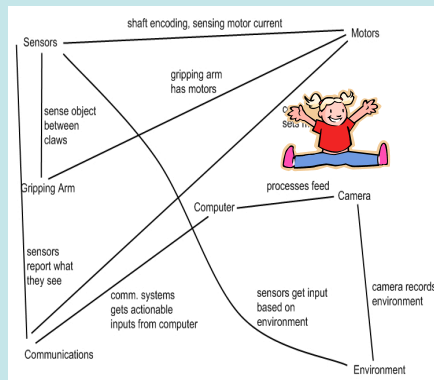 shaft encoding, sensing motor current
Sensors
Motors
gripping arm
has motors
sense object
between
claws
Gripping Arm
processes feed
Camera
Computer
sensors
report what
they see
comm. systems
gets actionable
inputs from computer
sensors get input
based on
environment
camera records
environment
Communications
Environment